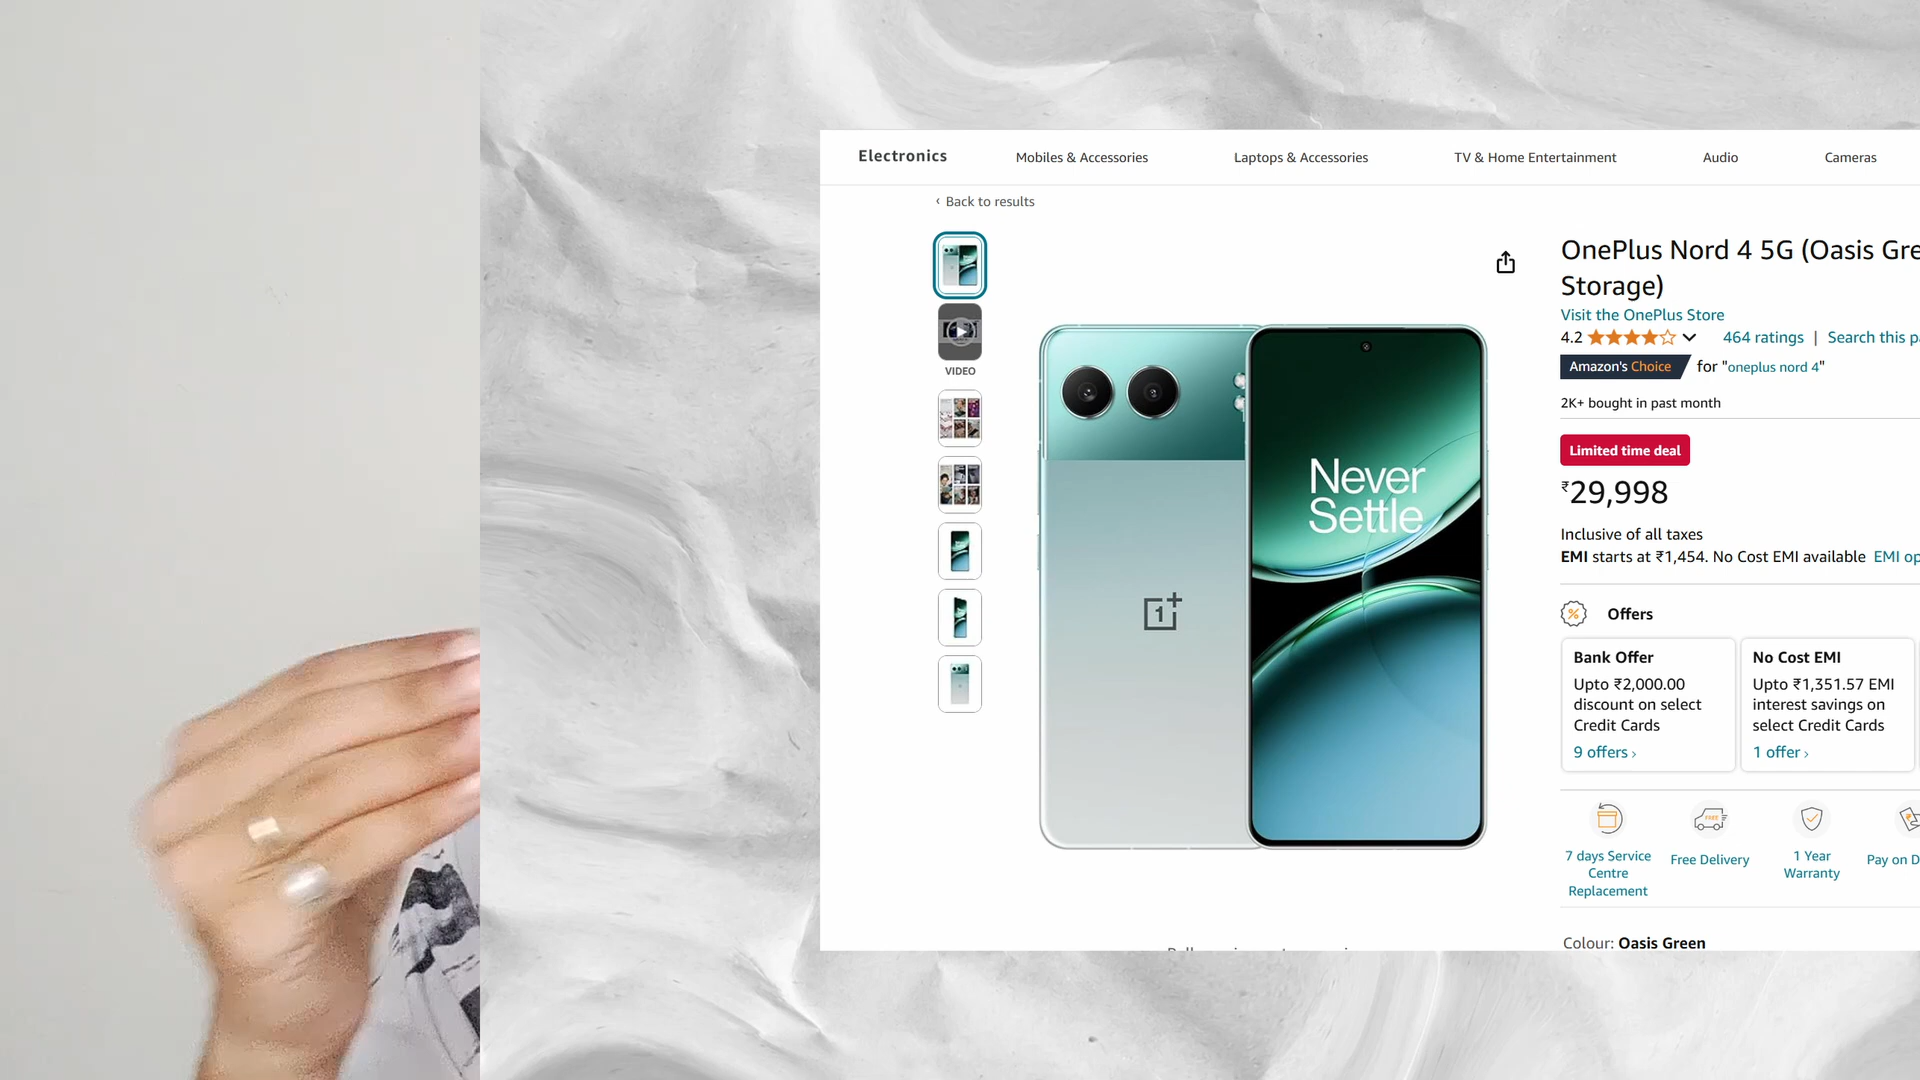 Electronics
Mobiles & Accessories
Laptops & Accessories
TV & Home Entertainment
Audio
Cameras
‹ Back to results
VIDEO
Never
Settle
1+
OnePlus Nord 4 5G (Oasis Gre
Storage)
Visit the OnePlus Store
4.2
464 ratings | Search this p
Amazon's Choice for "oneplus nord 4"
2K+ bought in past month
Limited time deal
₹29,998
Inclusive of all taxes
EMI starts at ₹1,454. No Cost EMI available EMI op
% Offers
Bank Offer
Upto ₹2,000.00
discount on select
Credit Cards
9 offers ›
No Cost EMI
Upto ₹1,351.57 EMI
interest savings on
select Credit Cards
1 offer ›
FREE
7 days Service
Centre
Replacement
Free Delivery
1 Year
Warranty
Pay on D
Colour: Oasis Green